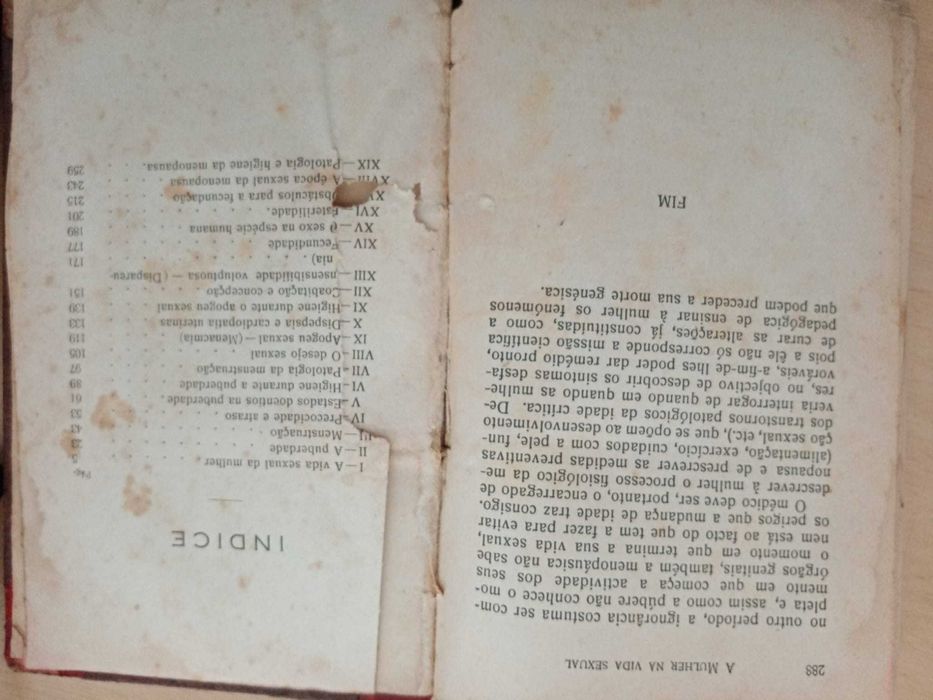 288
A MULHER NA VIDA SEXUAL
no outro, a ignorância costuma ser com-
pleta e, assim como a púbere não conhece o mo-
mento em que começa a actividade dos seus
órgãos genitais, também a menopáusica não sabe
o momento em que termina a sua vida sexual,
nem está ao facto do que tem a fazer para evitar
os perigos que a mudança de idade traz consigo.
O médico deve ser, portanto, o encarregado de
descrever à mulher o processo fisiológico da me-
nopausa e de prescrever as medidas preventivas
(alimentação, exercício, cuidados com a pele, fun-
ção sexual, etc.), que se opõem ao desenvolvimento
dos transtornos patológicos da idade crítica. De-
veria interrogar de quando em quando as mulhe-
res, no objectivo de descobrir os sintomas desfa-
voráveis, a-fim-de lhes poder dar remédio pronto,
pois a êle não só corresponde a missão científica
de curar as alterações, já constituídas, como a
pedagógica de ensinar à mulher os fenómenos
que podem preceder a sua morte genésica.
FIM
INDICE
Pág.
I — A vida sexual da mulher . . . 5
II — A puberdade . . . 23
III — Menstruação . . . 43
IV — Precocidade e atraso . . . 53
V — Estados doentios na puberdade . . . 61
VI — Higiene durante a puberdade . . . 89
VII — Patologia da menstruação . . . 97
VIII — O desejo sexual . . . 105
IX — Apogeu sexual — (Menacmia) . . . 119
X — Dispepsia e cardiopatia uterinas . . . 133
XI — Higiene durante o apogeu sexual . . . 139
XII — Coabitação e concepção . . . 151
XIII — Insensibilidade voluptuosa — (Dispareu-
nia) . . . 171
XIV — Fecundidade . . . 177
XV — O sexo na espécie humana . . . 189
XVI — Esterilidade . . . 201
Obstáculos para a fecundação . . . 215
XVIII — A época da menopausa . . . 243
XIX — Patologia e higiene da menopausa . . . 259